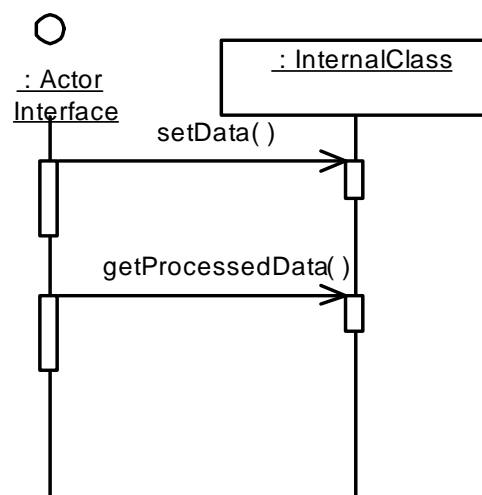 : Actor
Interface
: InternalClass
setData( )
getProcessedData( )